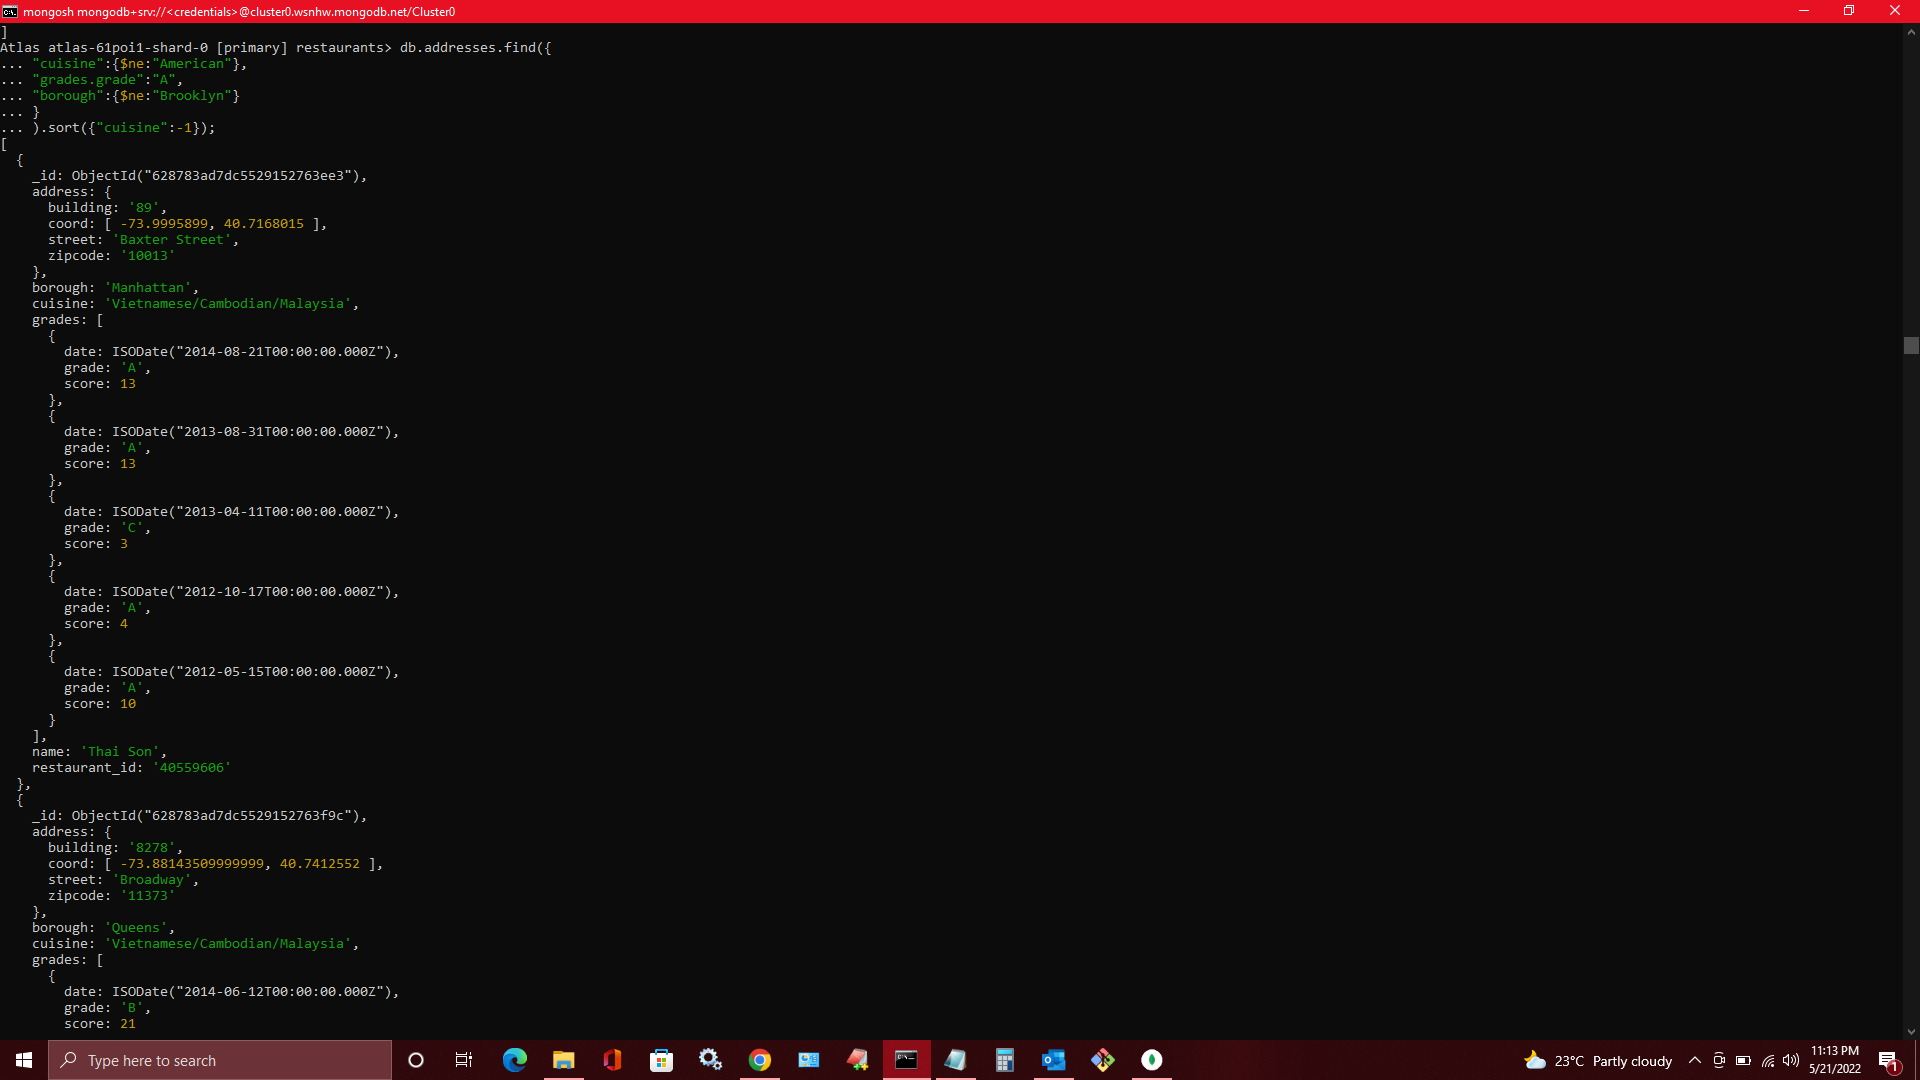 mongosh mongodb+srv://<credentials>@cluster0.wsnhw.mongodb.net/Cluster0
]
Atlas atlas-61poi1-shard-0 [primary] restaurants> db.addresses.find({
... "cuisine":{$ne:"American"},
... "grades.grade":"A",
... "borough":{$ne:"Brooklyn"}
... }
... ).sort({"cuisine":-1});
[
  {
    _id: ObjectId("628783ad7dc5529152763ee3"),
    address: {
      building: '89',
      coord: [ -73.9995899, 40.7168015 ],
      street: 'Baxter Street',
      zipcode: '10013'
    },
    borough: 'Manhattan',
    cuisine: 'Vietnamese/Cambodian/Malaysia',
    grades: [
      {
        date: ISODate("2014-08-21T00:00:00.000Z"),
        grade: 'A',
        score: 13
      },
      {
        date: ISODate("2013-08-31T00:00:00.000Z"),
        grade: 'A',
        score: 13
      },
      {
        date: ISODate("2013-04-11T00:00:00.000Z"),
        grade: 'C',
        score: 3
      },
      {
        date: ISODate("2012-10-17T00:00:00.000Z"),
        grade: 'A',
        score: 4
      },
      {
        date: ISODate("2012-05-15T00:00:00.000Z"),
        grade: 'A',
        score: 10
      }
    ],
    name: 'Thai Son',
    restaurant_id: '40559606'
  },
  {
    _id: ObjectId("628783ad7dc5529152763f9c"),
    address: {
      building: '8278',
      coord: [ -73.88143509999999, 40.7412552 ],
      street: 'Broadway',
      zipcode: '11373'
    },
    borough: 'Queens',
    cuisine: 'Vietnamese/Cambodian/Malaysia',
    grades: [
      {
        date: ISODate("2014-06-12T00:00:00.000Z"),
        grade: 'B',
        score: 21
Type here to search
23°C Partly cloudy
11:13 PM
5/21/2022
1